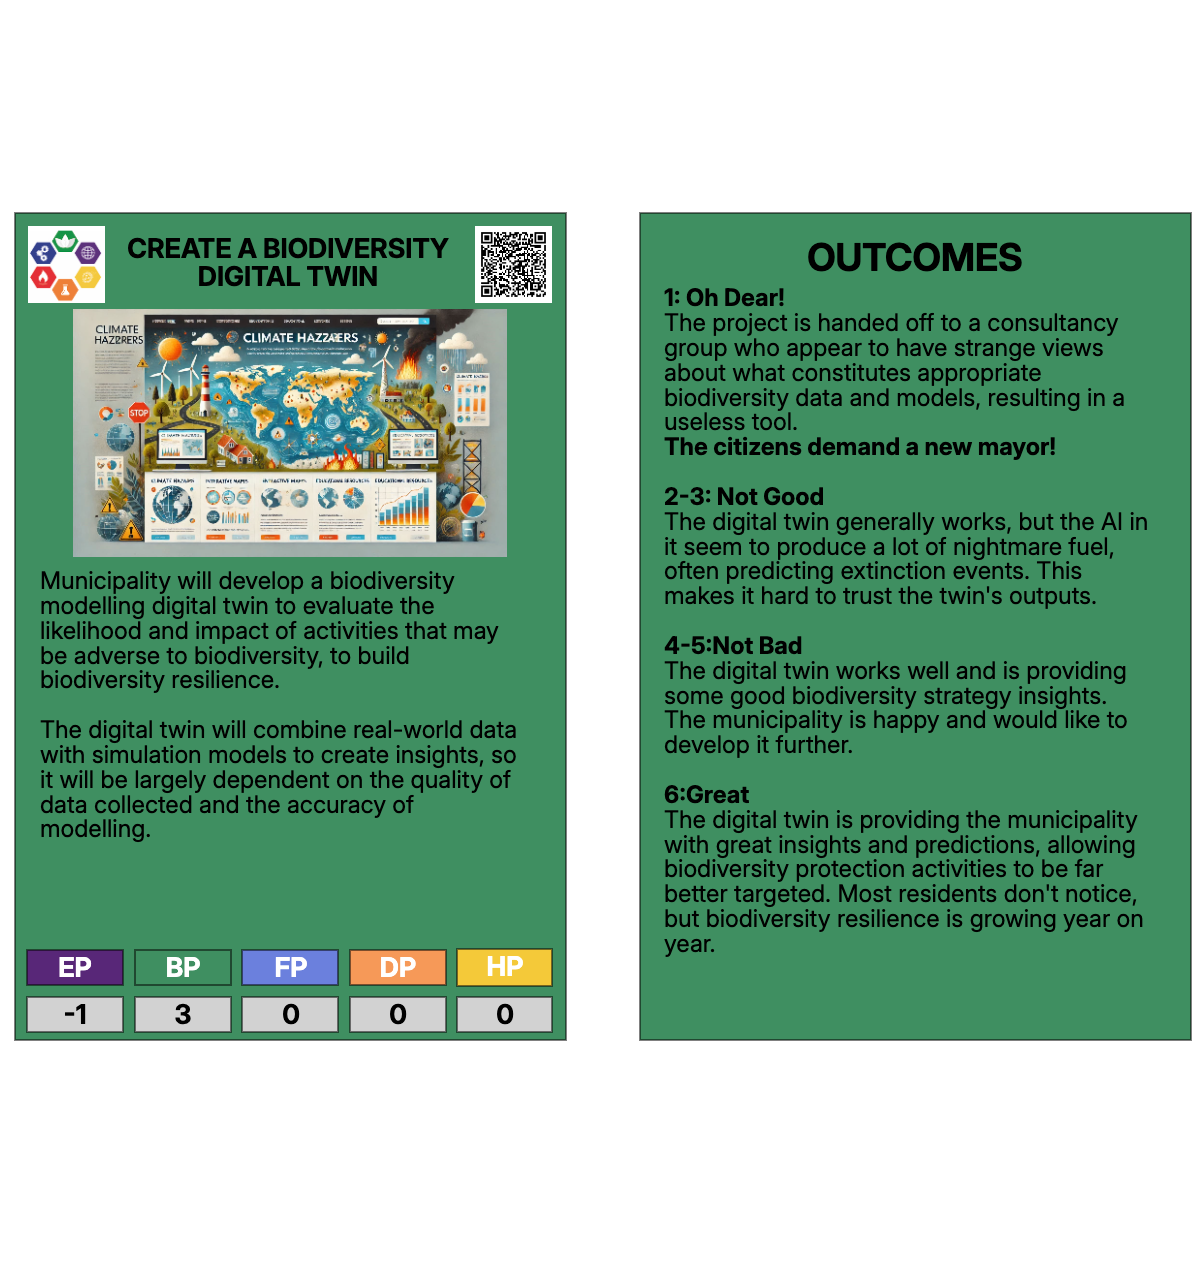 CREATE A BIODIVERSITY
DIGITAL TWIN
CLIMATE
HAZZRERS
CLIMATE HAZZRERS
STOP
Municipality will develop a biodiversity
modelling digital twin to evaluate the
likelihood and impact of activities that may
be adverse to biodiversity, to build
biodiversity resilience.
The digital twin will combine real-world data
with simulation models to create insights, so
it will be largely dependent on the quality of
data collected and the accuracy of
modelling.
EP BP FP DP HP
-1 3 0 0 0
OUTCOMES
1: Oh Dear!
The project is handed off to a consultancy
group who appear to have strange views
about what constitutes appropriate
biodiversity data and models, resulting in a
useless tool.
The citizens demand a new mayor!
2-3: Not Good
The digital twin generally works, but the AI in
it seem to produce a lot of nightmare fuel,
often predicting extinction events. This
makes it hard to trust the twin's outputs.
4-5:Not Bad
The digital twin works well and is providing
some good biodiversity strategy insights.
The municipality is happy and would like to
develop it further.
6:Great
The digital twin is providing the municipality
with great insights and predictions, allowing
biodiversity protection activities to be far
better targeted. Most residents don't notice,
but biodiversity resilience is growing year on
year.